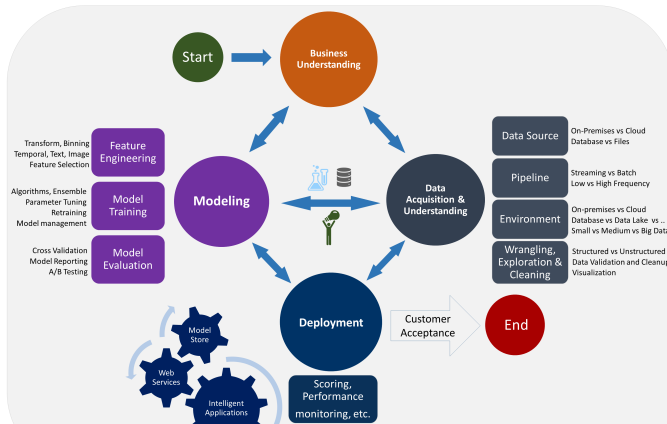 Start
Business
Understanding
Transform, Binning
Temporal, Text, Image
Feature Selection
Feature
Engineering
Algorithms, Ensemble
Parameter Tuning
Retraining
Model management
Model
Training
Cross Validation
Model Reporting
A/B Testing
Model
Evaluation
Modeling
Data
Acquisition &
Understanding
Data Source
On-Premises vs Cloud
Database vs Files
Pipeline
Streaming vs Batch
Low vs High Frequency
Environment
On-premises vs Cloud
Database vs Data Lake vs ..
Small vs Medium vs Big Data
Wrangling,
Exploration &
Cleaning
Structured vs Unstructured
Data Validation and Cleanup
Visualization
Deployment
Customer
Acceptance
End
Model
Store
Web
Services
Intelligent
Applications
Scoring,
Performance
monitoring, etc.